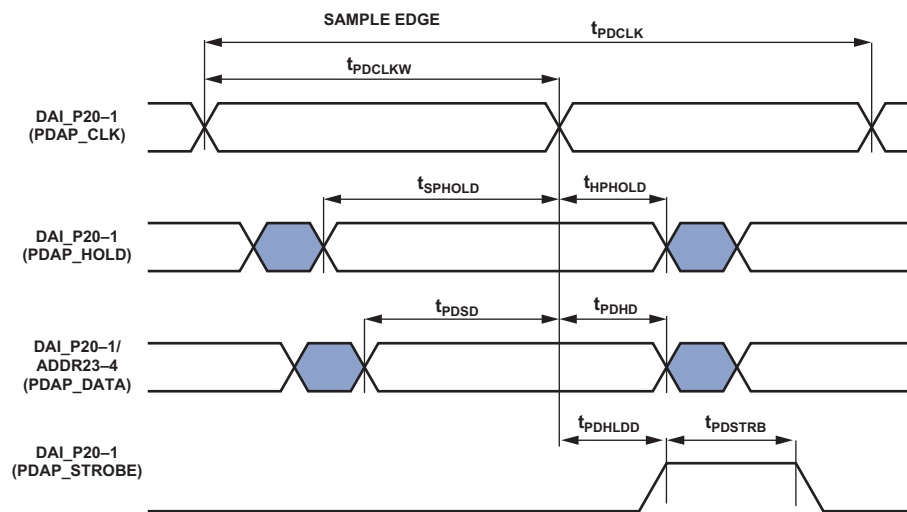 SAMPLE EDGE
tPDCLK
tPDCLKW
DAI_P20–1
(PDAP_CLK)
tSPHOLD
tHPHOLD
DAI_P20–1
(PDAP_HOLD)
tPDSD
tPDHD
DAI_P20–1/
ADDR23–4
(PDAP_DATA)
tPDHLDD
tPDSTRB
DAI_P20–1
(PDAP_STROBE)